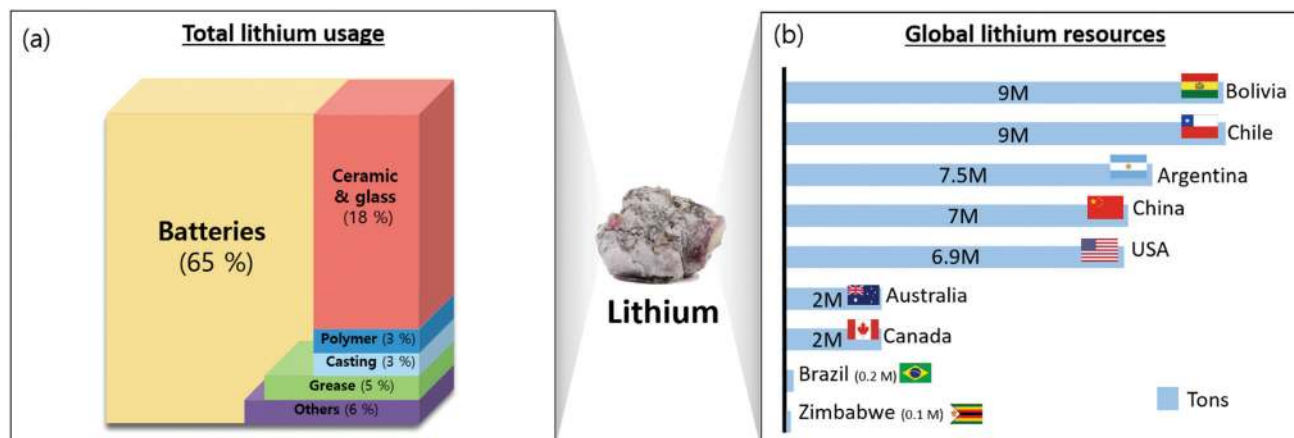 (a)
Total lithium usage
Batteries
(65 %)
Ceramic
& glass
(18 %)
Polymer (3 %)
Casting (3 %)
Grease (5 %)
Others (6 %)
Lithium
(b)
Global lithium resources
9M Bolivia
9M Chile
7.5M Argentina
7M China
6.9M USA
2M Australia
2M Canada
Brazil (0.2 M)
Zimbabwe (0.1 M)
Tons